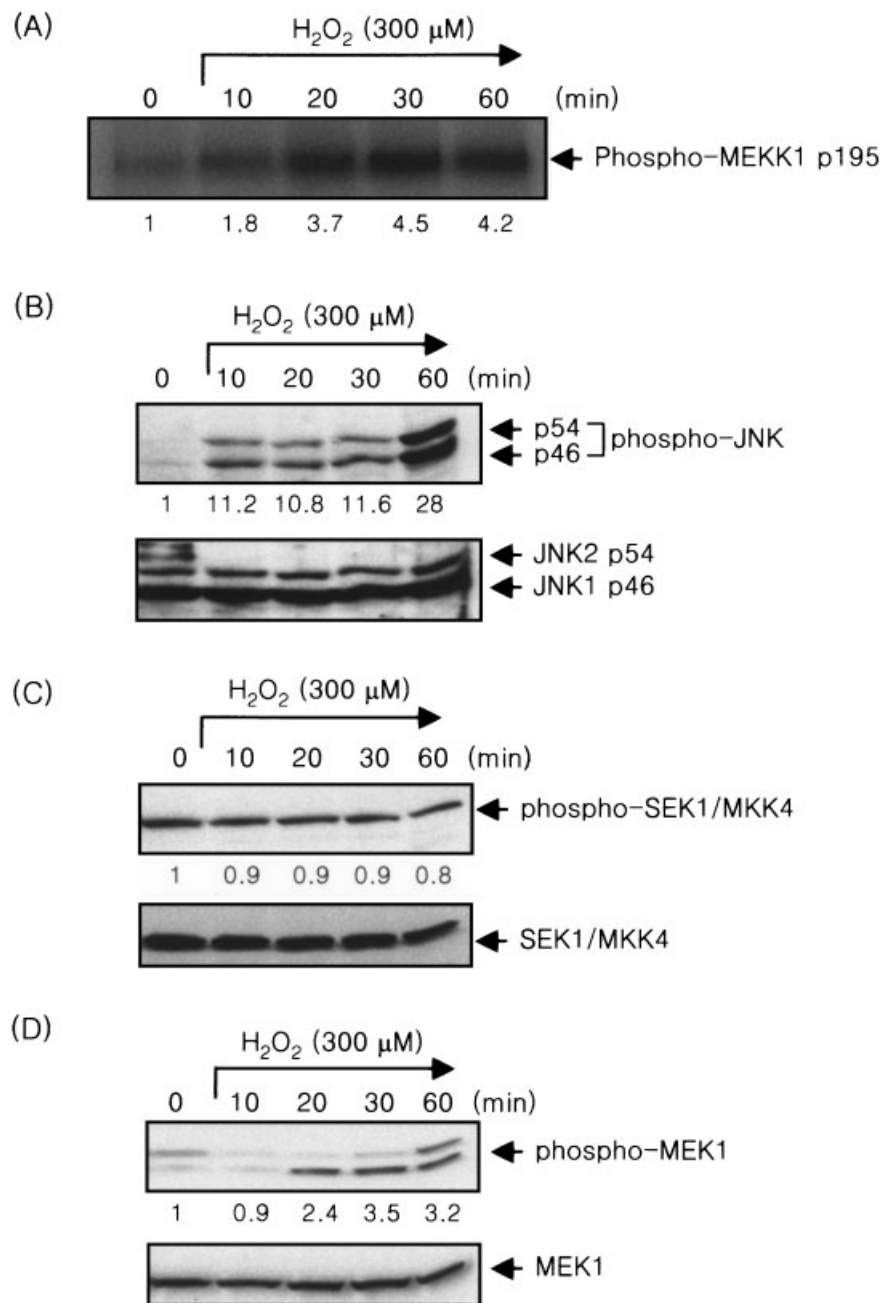 (A)
H₂O₂ (300 μM)
0 10 20 30 60 (min)
Phospho-MEKK1 p195
1 1.8 3.7 4.5 4.2
(B)
H₂O₂ (300 μM)
0 10 20 30 60 (min)
p54
phospho-JNK
p46
1 11.2 10.8 11.6 28
JNK2 p54
JNK1 p46
(C)
H₂O₂ (300 μM)
0 10 20 30 60 (min)
phospho-SEK1/MKK4
1 0.9 0.9 0.9 0.8
SEK1/MKK4
(D)
H₂O₂ (300 μM)
0 10 20 30 60 (min)
phospho-MEK1
1 0.9 2.4 3.5 3.2
MEK1